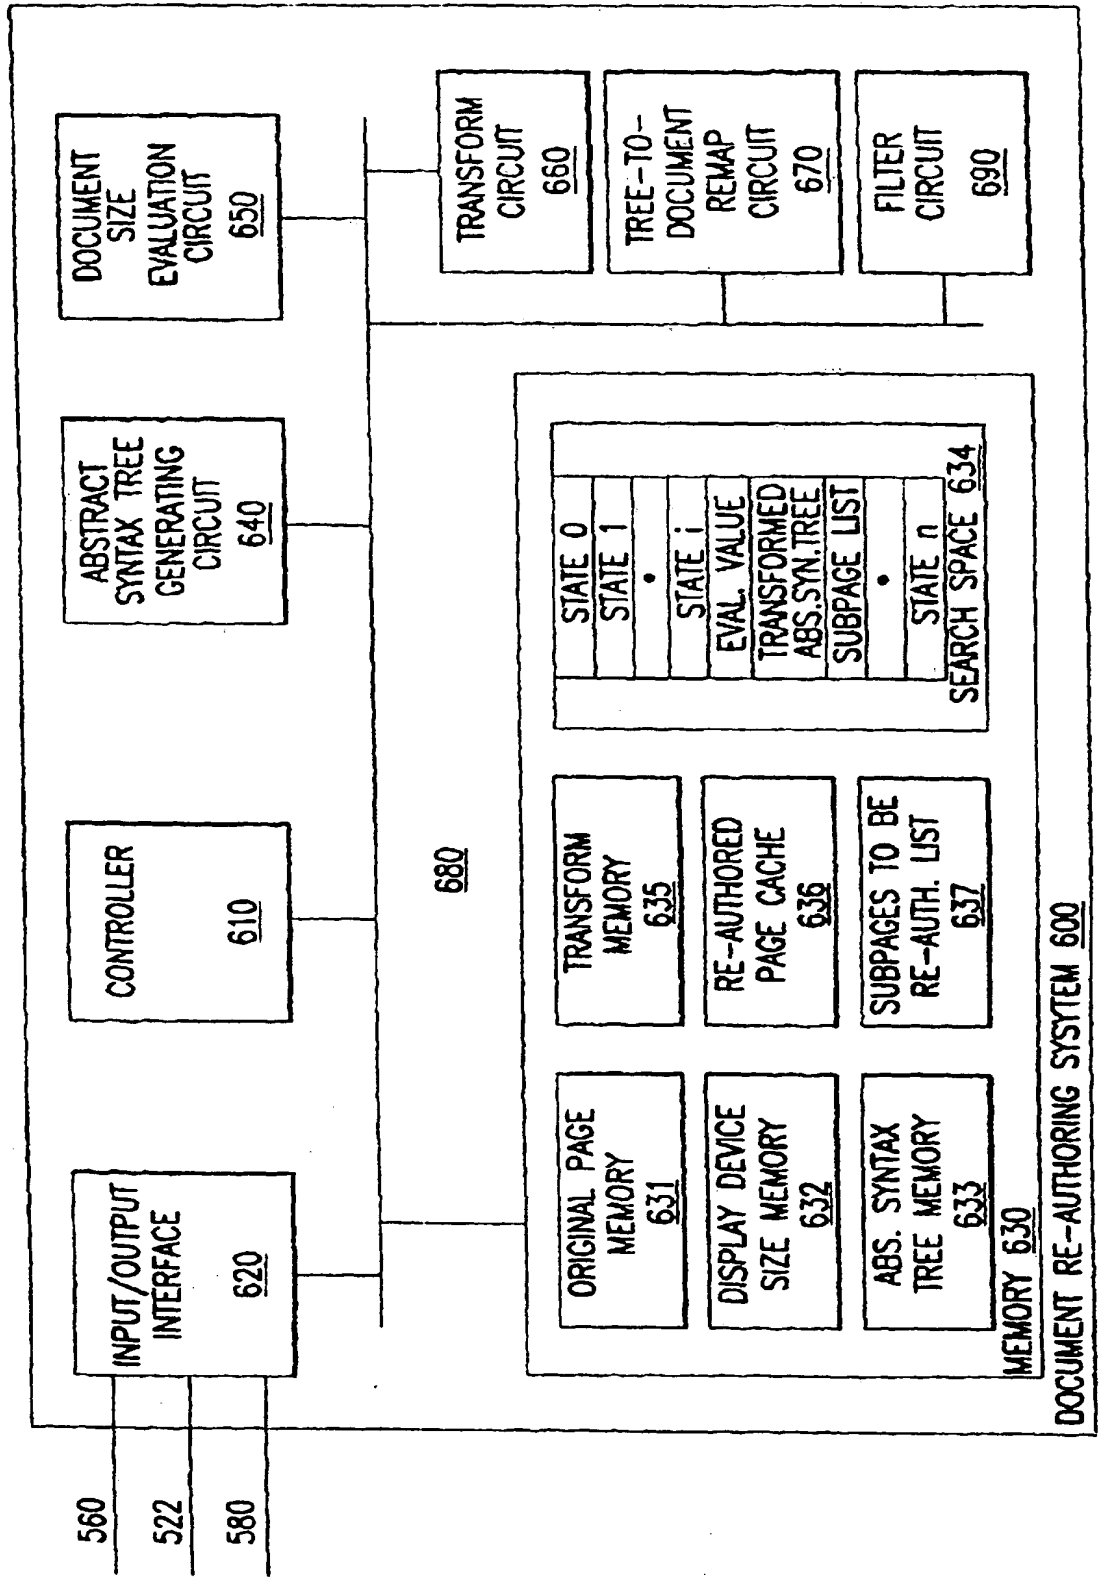 560
522
580
INPUT/OUTPUT
INTERFACE
620
CONTROLLER
610
ABSTRACT
SYNTAX TREE
GENERATING
CIRCUIT
640
DOCUMENT
SIZE
EVALUATION
CIRCUIT
650
680
TRANSFORM
CIRCUIT
660
TREE-TO-
DOCUMENT
REMAP
CIRCUIT
670
FILTER
CIRCUIT
690
ORIGINAL PAGE
MEMORY
631
DISPLAY DEVICE
SIZE MEMORY
632
ABS. SYNTAX
TREE MEMORY
633
TRANSFORM
MEMORY
635
RE-AUTHORED
PAGE CACHE
636
SUBPAGES TO BE
RE-AUTH. LIST
637
STATE 0
STATE 1
•
STATE i
EVAL. VALUE
TRANSFORMED
ABS.SYN.TREE
SUBPAGE LIST
•
STATE n
SEARCH SPACE 634
MEMORY 630
DOCUMENT RE-AUTHORING SYSYTEM 600